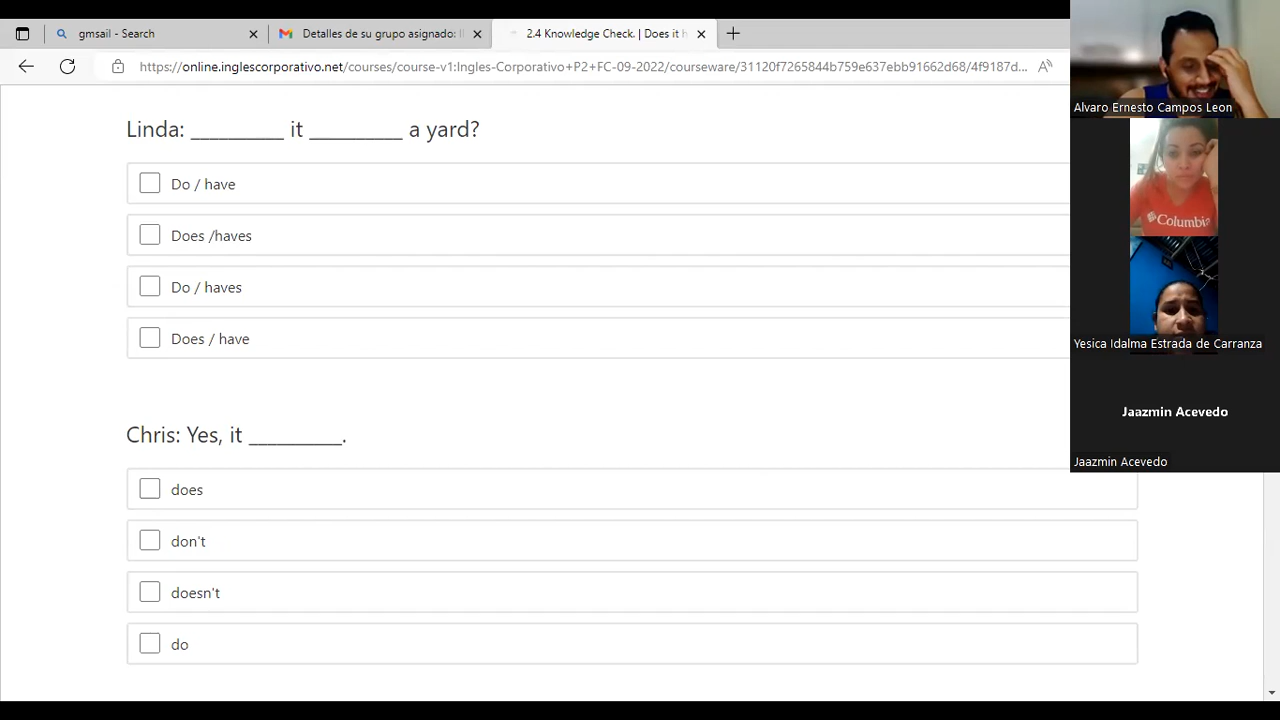 gmsail - Search
Detalles de su grupo asignado: I
2.4 Knowledge Check. | Does it h
https://online.inglescorporativo.net/courses/course-v1:Ingles-Corporativo+P2+FC-09-2022/courseware/31120f7265844b759e637ebb91662d68/4f9187d...
Linda: __________ it __________ a yard?
Do / have
Does /haves
Do / haves
Does / have
Chris: Yes, it __________.
does
don't
doesn't
do
Alvaro Ernesto Campos Leon
Columbia
Yesica Idalma Estrada de Carranza
Jaazmin Acevedo
Jaazmin Acevedo